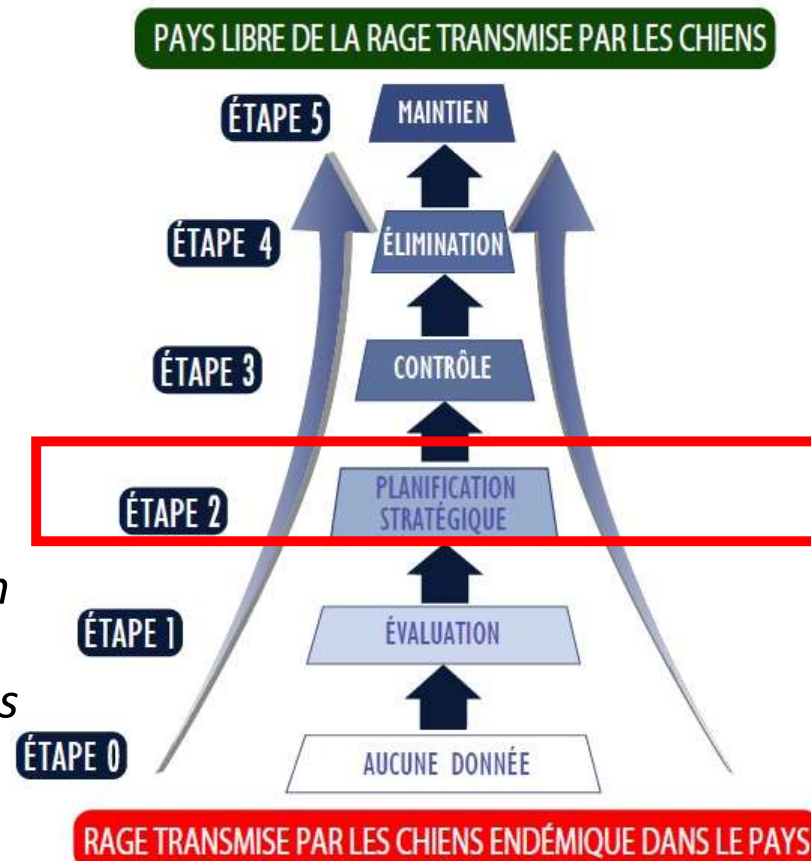 PAYS LIBRE DE LA RAGE TRANSMISE PAR LES CHIENS
ÉTAPE 5
MAINTIEN
ÉTAPE 4
ÉLIMINATION
ÉTAPE 3
CONTRÔLE
ÉTAPE 2
PLANIFICATION
STRATÉGIQUE
ÉTAPE 1
ÉVALUATION
ÉTAPE 0
AUCUNE DONNÉE
RAGE TRANSMISE PAR LES CHIENS ENDÉMIQUE DANS LE PAYS